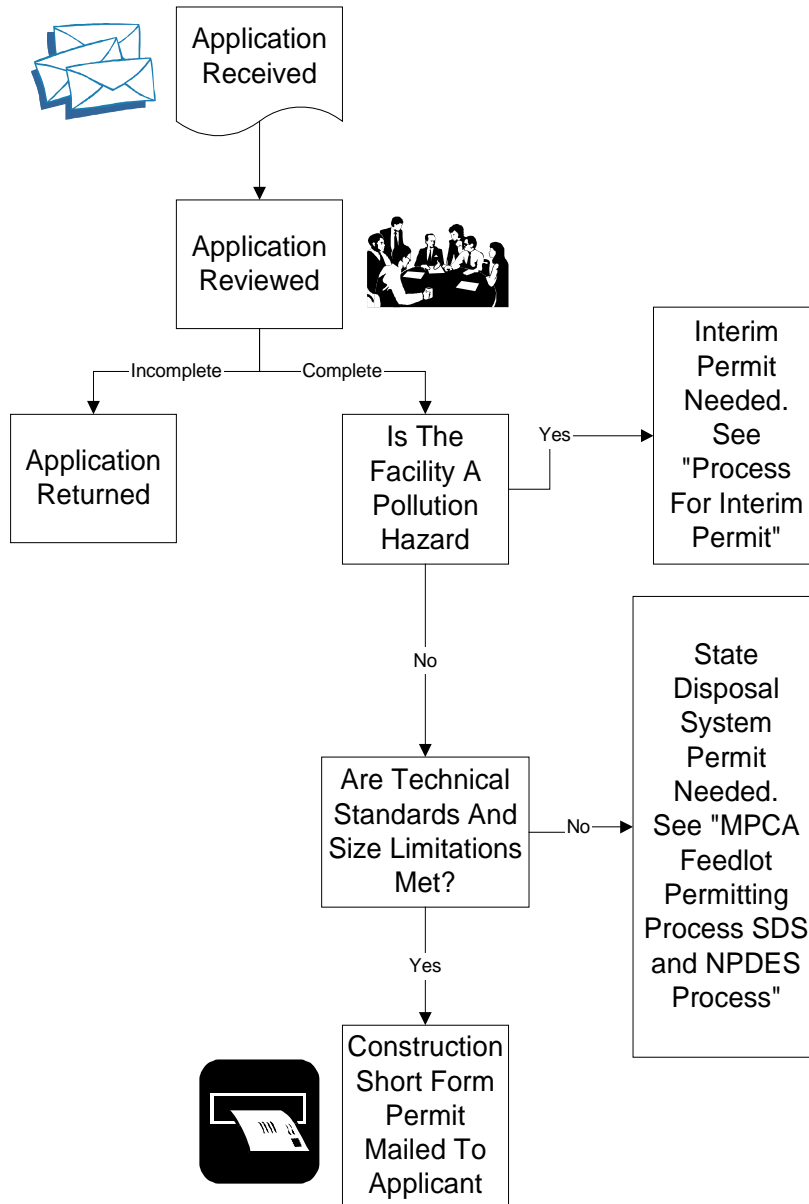 Application
Received
Application
Reviewed
Incomplete
Complete
Application
Returned
Is The
Facility A
Pollution
Hazard
Yes
Interim
Permit
Needed.
See
"Process
For Interim
Permit"
No
Are Technical
Standards And
Size Limitations
Met?
No
State
Disposal
System
Permit
Needed.
See "MPCA
Feedlot
Permitting
Process SDS
and NPDES
Process"
Yes
Construction
Short Form
Permit
Mailed To
Applicant